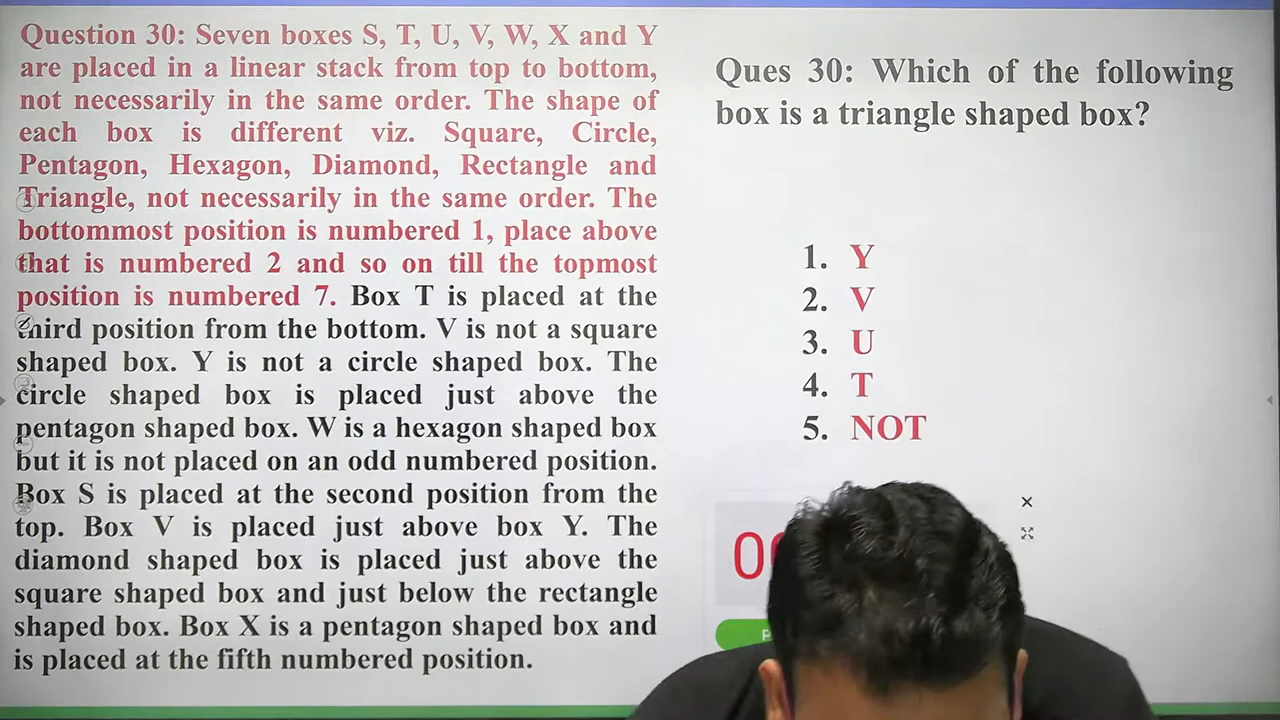 Question 30: Seven boxes S, T, U, V, W, X and Y
are placed in a linear stack from top to bottom,
not necessarily in the same order. The shape of
each box is different viz. Square, Circle,
Pentagon, Hexagon, Diamond, Rectangle and
Triangle, not necessarily in the same order. The
bottommost position is numbered 1, place above
that is numbered 2 and so on till the topmost
position is numbered 7. Box T is placed at the
third position from the bottom. V is not a square
shaped box. Y is not a circle shaped box. The
circle shaped box is placed just above the
pentagon shaped box. W is a hexagon shaped box
but it is not placed on an odd numbered position.
Box S is placed at the second position from the
top. Box V is placed just above box Y. The
diamond shaped box is placed just above the
square shaped box and just below the rectangle
shaped box. Box X is a pentagon shaped box and
is placed at the fifth numbered position.
Ques 30: Which of the following
box is a triangle shaped box?
1. Y
2. V
3. U
4. T
5. NOT